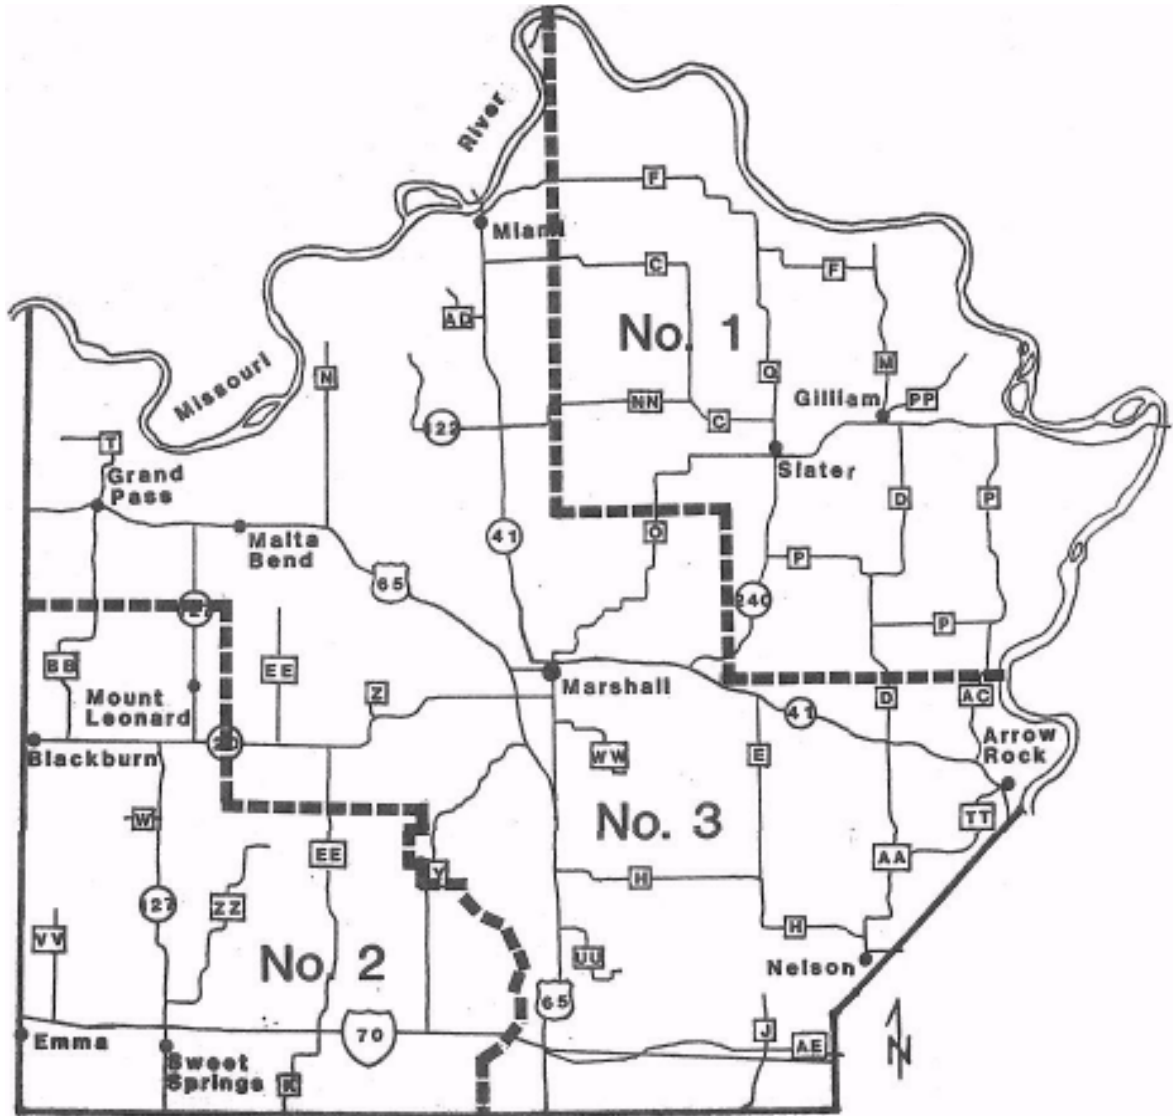 River
F
Miami
C
F
AD
No. 1
Missouri
N
Q
M
Gilliam
PP
NN
C
122
T
Grand
Pass
Slater
D
P
Malta
Bend
41
O
P
65
240
P
BB
EE
Mount
Leonard
Z
Marshall
D
AC
41
Arrow
Rock
Blackburn
WW
E
W
No. 3
TT
EE
AA
Y
H
127
ZZ
VV
H
No. 2
UU
Nelson
65
70
J
Emma
AE
N
Sweet
Springs
K